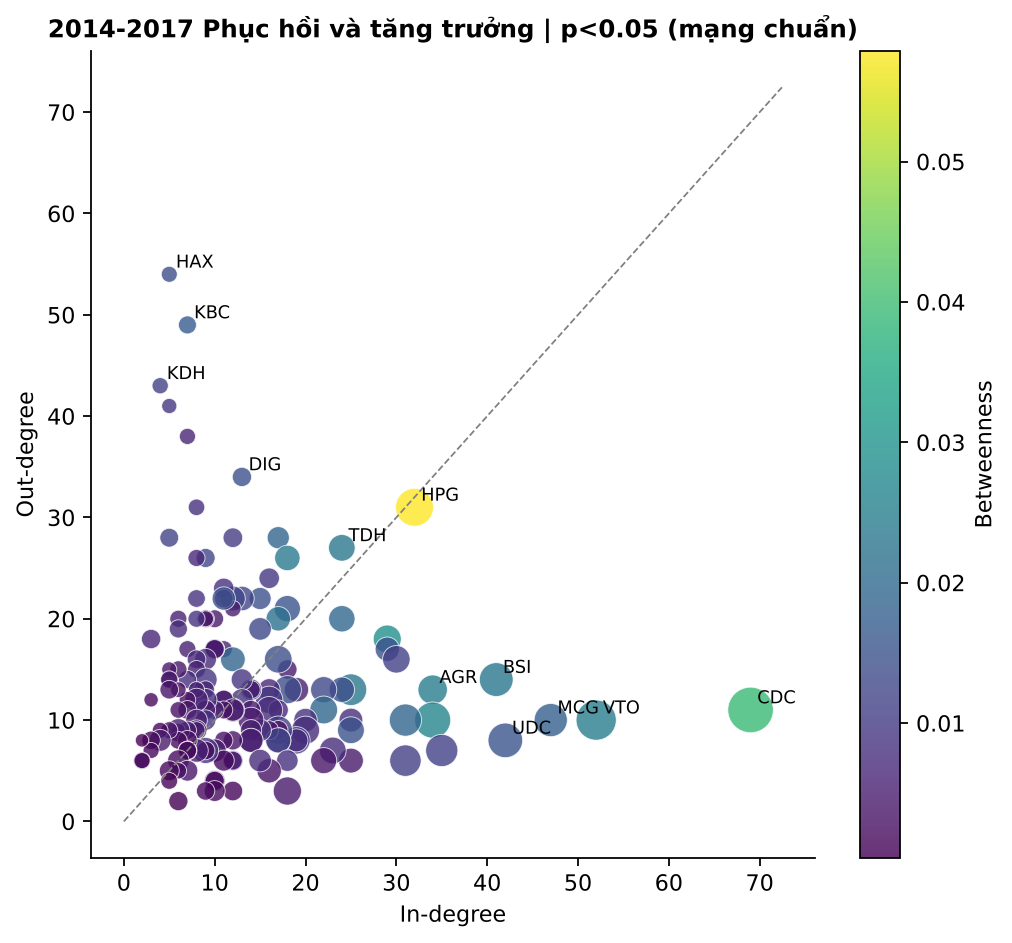 2014-2017 Phục hồi và tăng trưởng | p<0.05 (mạng chuẩn)
70
60
50
40
30
20
10
0
Out-degree
HAX
KBC
KDH
DIG
HPG
TDH
AGR
BSI
MCG
VTO
UDC
CDC
0 10 20 30 40 50 60 70
In-degree
0.05
0.04
0.03
0.02
0.01
Betweenness